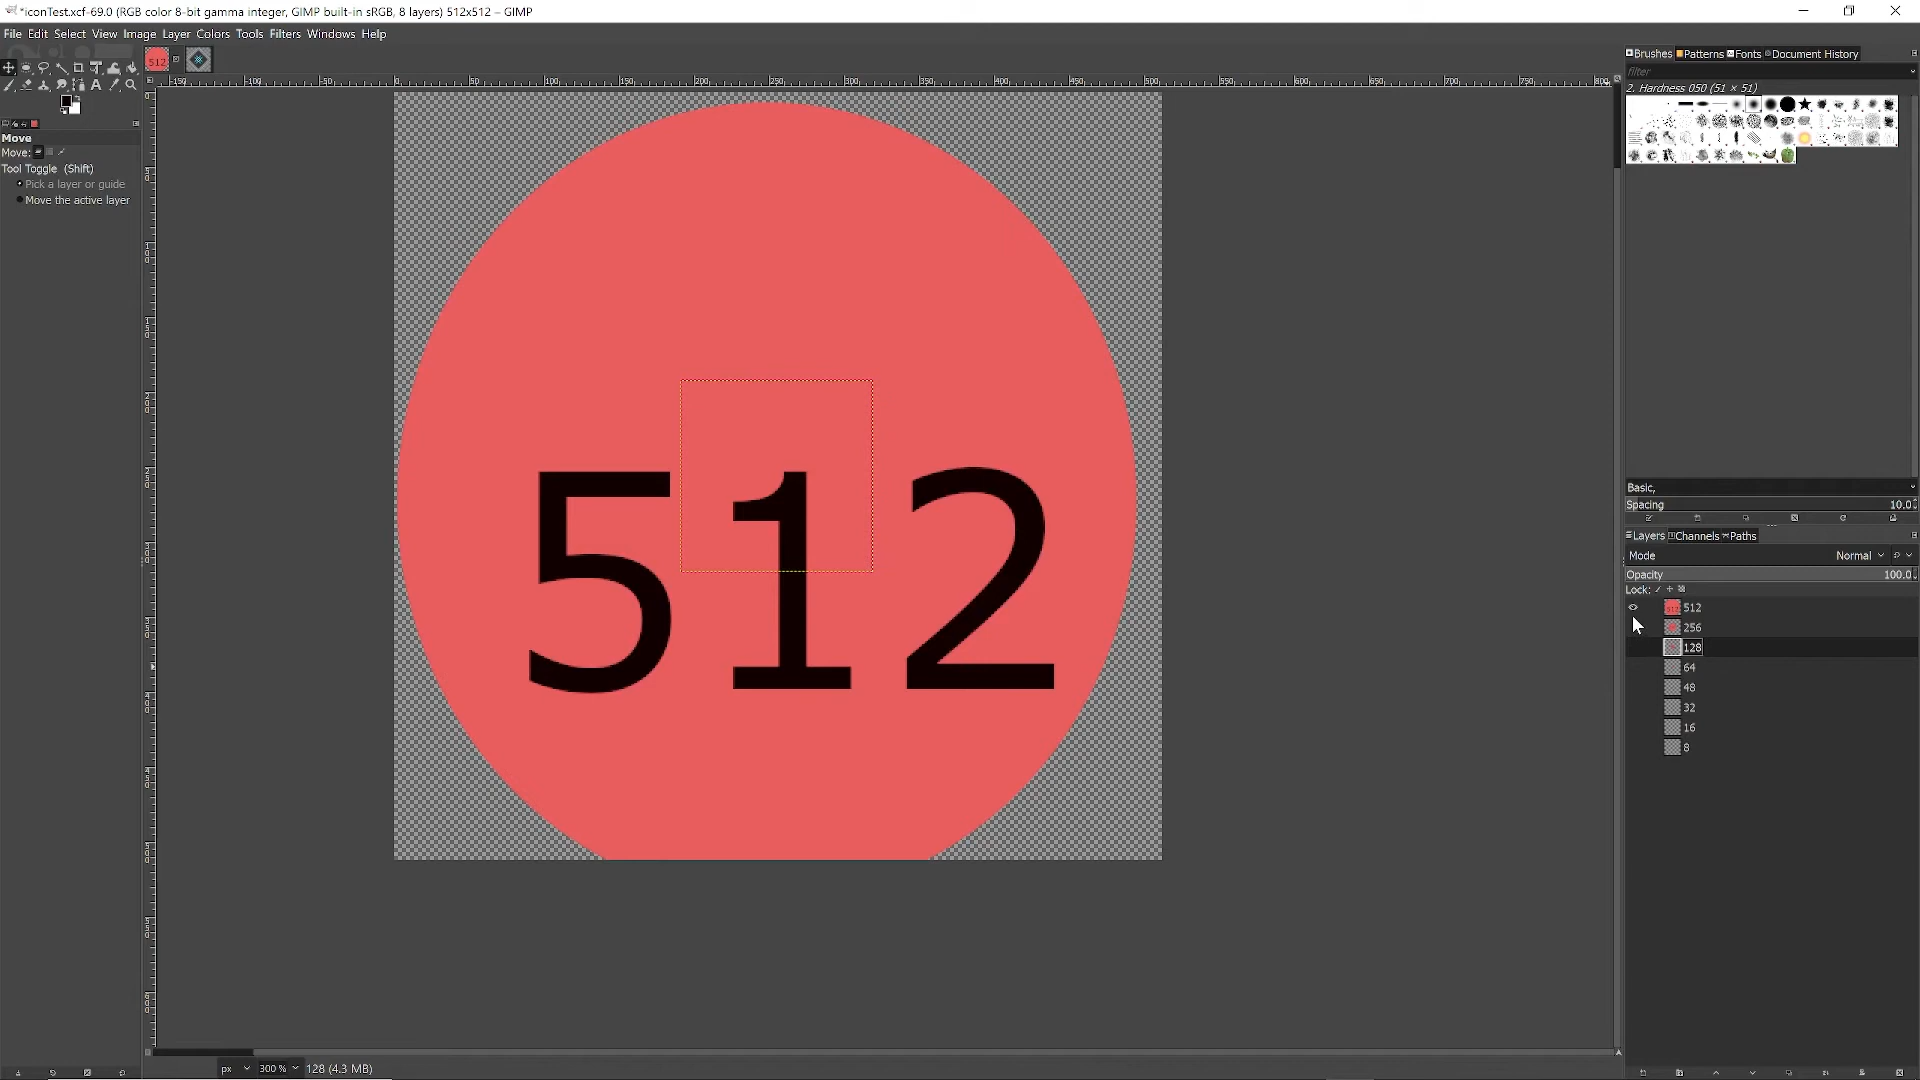 *iconTest.xcf-69.0 (RGB color 8-bit gamma integer, GIMP built-in sRGB, 8 layers) 512x512 – GIMP
File Edit Select View Image Layer Colors Tools Filters Windows Help
512
Brushes Patterns Fonts Document History
filter
2. Hardness 050 (51 × 51)
Move
Move:
Tool Toggle (Shift)
Pick a layer or guide
Move the active layer
512
Basic,
Spacing 10.0
Layers Channels Paths
Mode Normal
Opacity 100.0
Lock:
512
256
128
64
48
32
16
8
px 300 % 128 (4.3 MB)